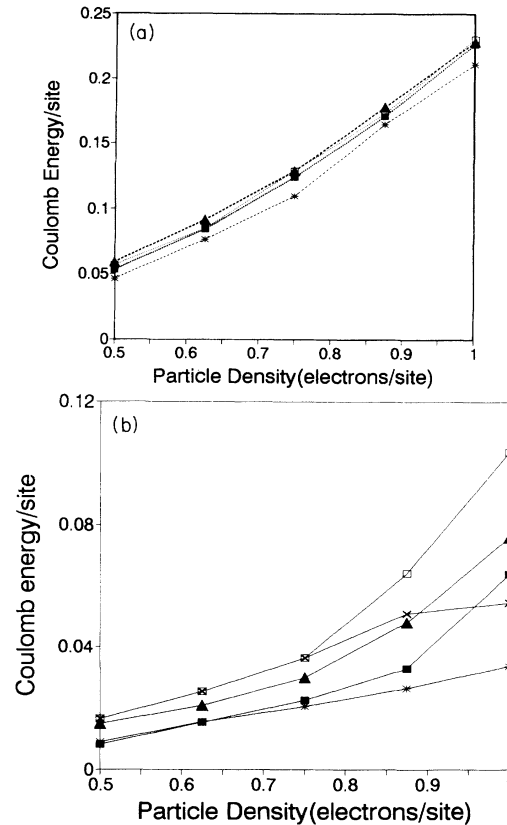 (a)
0.25
0.2
0.15
0.1
0.05
0
Coulomb Energy/site
0.5 0.6 0.7 0.8 0.9 1
Particle Density(electrons/site)
(b)
0.12
0.08
0.04
0
Coulomb energy/site
0.5 0.6 0.7 0.8 0.9
Particle Density(electrons/site)